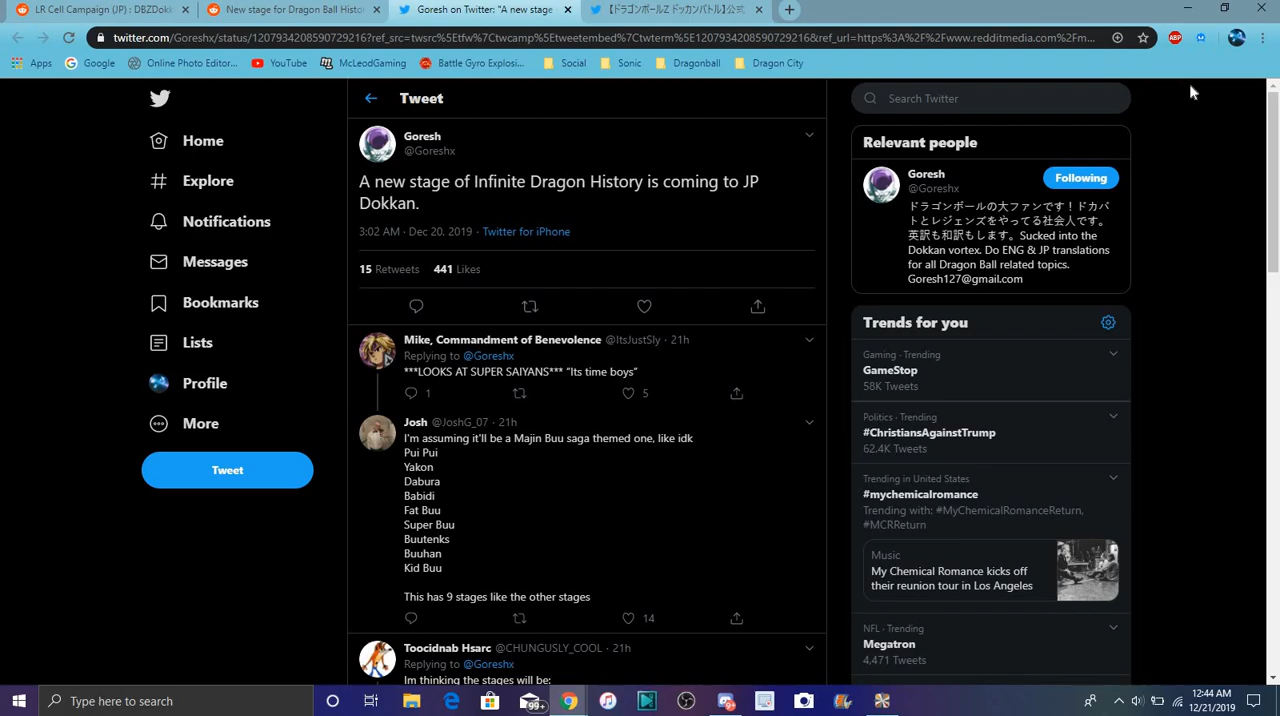 LR Cell Campaign (JP) : DBZDokk
New stage for Dragon Ball Histo
Goresh on Twitter: "A new stage
【ドラゴンボールZ ドッカンバトル】公式
twitter.com/Goreshx/status/1207934208590729216?ref_src=twsrc%5Etfw%7Ctwcamp%5Etweetembed%7Ctwterm%5E1207934208590729216&ref_url=https%3A%2F%2Fwww.redditmedia.com%2Fm...
ABP
Apps
Google
Online Photo Editor...
YouTube
McLeodGaming
Battle Gyro Explosi...
Social
Sonic
Dragonball
Dragon City
Home
Explore
Notifications
Messages
Bookmarks
Lists
Profile
More
Tweet
Tweet
Goresh
@Goreshx
A new stage of Infinite Dragon History is coming to JP
Dokkan.
3:02 AM · Dec 20, 2019 · Twitter for iPhone
15 Retweets 441 Likes
Mike, Commandment of Benevolence @ItsJustSly · 21h
Replying to @Goreshx
***LOOKS AT SUPER SAIYANS*** “Its time boys”
1
5
Josh @JoshG_07 · 21h
I'm assuming it'll be a Majin Buu saga themed one, like idk
Pui Pui
Yakon
Dabura
Babidi
Fat Buu
Super Buu
Buutenks
Buuhan
Kid Buu
This has 9 stages like the other stages
14
Toocidnab Hsarc @CHUNGUSLY_COOL · 21h
Replying to @Goreshx
Im thinking the stages will be:
Search Twitter
Relevant people
Goresh
@Goreshx
Following
ドラゴンボールの大ファンです！ドカバ
トとレジェンズをやってる社会人です。
英訳も和訳もします。Sucked into the
Dokkan vortex. Do ENG & JP translations
for all Dragon Ball related topics.
Goresh127@gmail.com
Trends for you
Gaming · Trending
GameStop
58K Tweets
Politics · Trending
#ChristiansAgainstTrump
62.4K Tweets
Trending in United States
#mychemicalromance
Trending with: #MyChemicalRomanceReturn,
#MCRReturn
Music
My Chemical Romance kicks off
their reunion tour in Los Angeles
NFL · Trending
Megatron
4,471 Tweets
Type here to search
99+
12:44 AM
12/21/2019